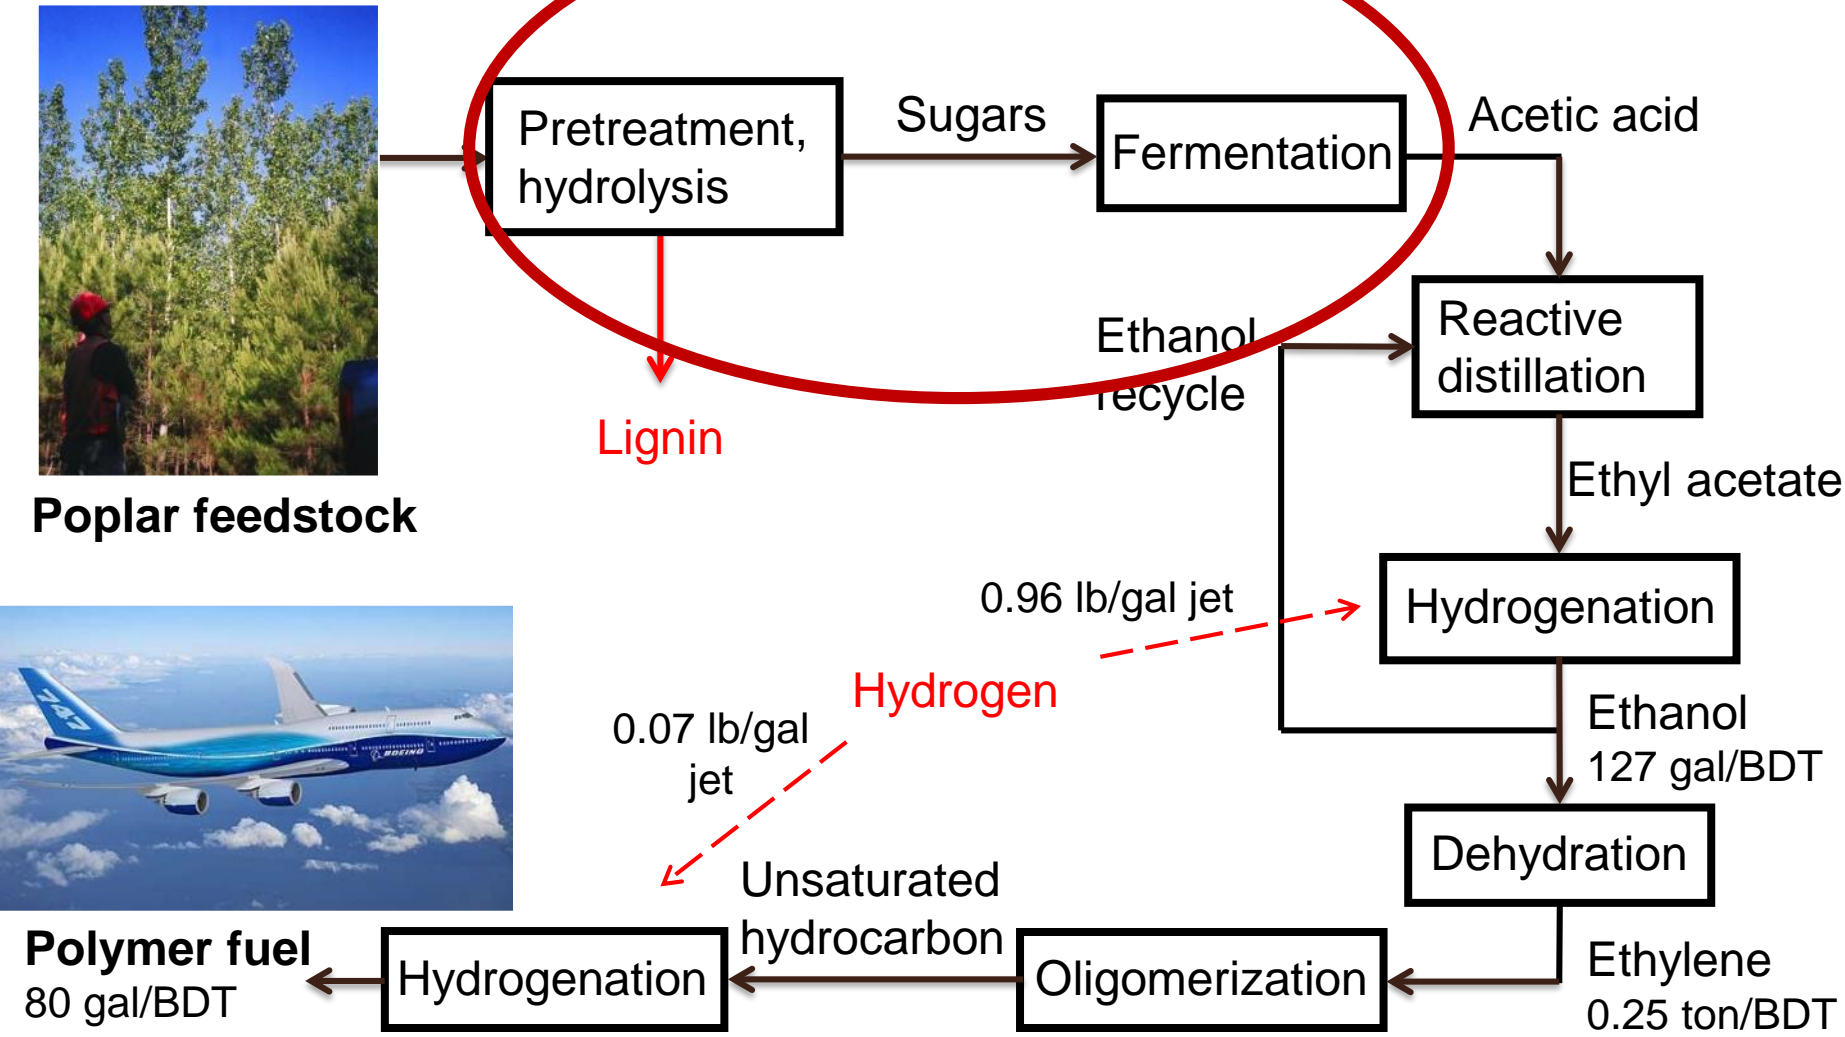 Pretreatment,
hydrolysis
Sugars
Fermentation
Acetic acid
Reactive
distillation
Ethanol
recycle
Lignin
Ethyl acetate
Poplar feedstock
0.96 lb/gal jet
Hydrogenation
Hydrogen
0.07 lb/gal
jet
Ethanol
127 gal/BDT
747
BOEING
Dehydration
Unsaturated
hydrocarbon
Polymer fuel
80 gal/BDT
Hydrogenation
Oligomerization
Ethylene
0.25 ton/BDT